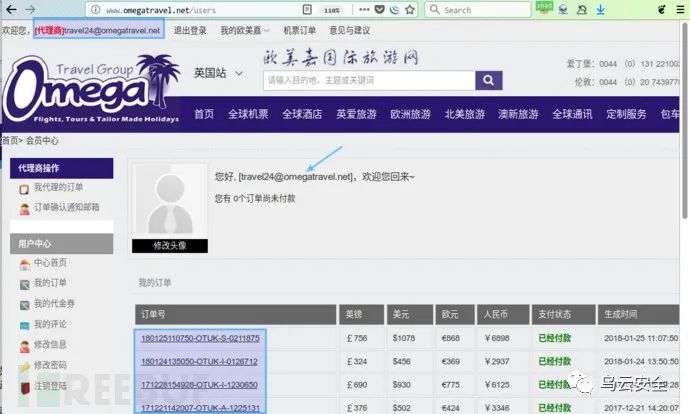 www.omegatravel.net/users
110%
Search
欢迎您, [代理商]travel24@omegatravel.net 退出登录 我的欧美嘉 机票订单 意见与建议
Travel Group
Omega
Flights, Tours & Tailor Made Holidays
英国站
欧美嘉国际旅游网
请输入目的地、主题或关键词
爱丁堡: 0044 (0) 131 221002
伦敦: 0044 (0) 20 7439778
首页 全球机票 全球酒店 英爱旅游 欧洲旅游 北美旅游 澳新旅游 全球通讯 定制服务 包车
首页> 会员中心
代理商操作
我代理的订单
订单确认通知邮箱
用户中心
中心首页
我的订单
我的代金券
我的评论
修改信息
修改密码
注销登陆
修改头像
您好, [travel24@omegatravel.net], 欢迎您回来~
您有 0个订单尚未付款
我的订单
订单号 英镑 美元 欧元 人民币 支付状态 生成时间
180125110750-OTUK-S-0211875 £756 $1078 €868 ¥6898 已经付款 2018-01-25 11:07:50
180124135050-OTUK-I-0126712 £324 $456 €369 ¥2937 已经付款 2018-01-24 13:50:50
171228154928-OTUK-I-1230650 £690 $930 €775 ¥6125 已经付款
171221142007-OTUK-A-1225131 £376 $502 €424 ¥3346 已经付款 2017-12-21 14:20:07
FREEBUF
乌云安全